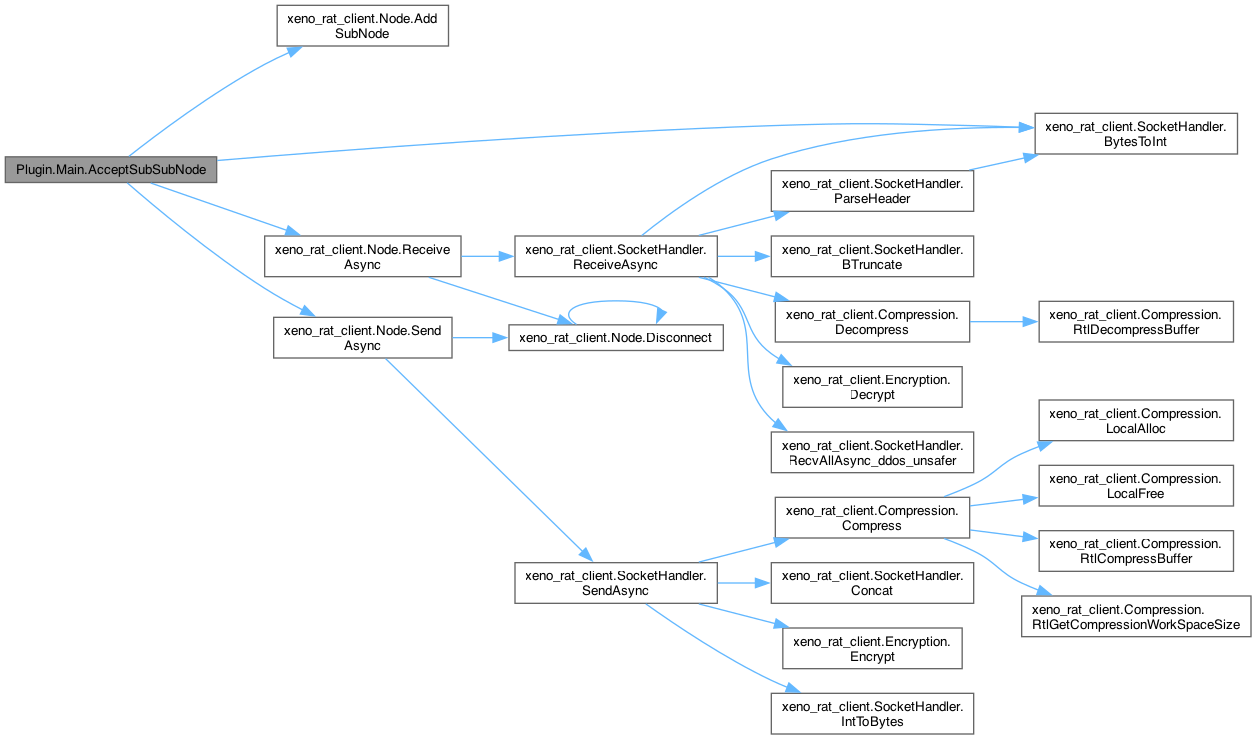 xeno_rat_client.Node.Add
SubNode
Plugin.Main.AcceptSubSubNode
xeno_rat_client.SocketHandler.
BytesToInt
xeno_rat_client.SocketHandler.
ParseHeader
xeno_rat_client.Node.Receive
Async
xeno_rat_client.SocketHandler.
ReceiveAsync
xeno_rat_client.SocketHandler.
BTruncate
xeno_rat_client.Node.Send
Async
xeno_rat_client.Node.Disconnect
xeno_rat_client.Compression.
Decompress
xeno_rat_client.Compression.
RtlDecompressBuffer
xeno_rat_client.Encryption.
Decrypt
xeno_rat_client.SocketHandler.
RecvAllAsync_ddos_unsafer
xeno_rat_client.Compression.
LocalAlloc
xeno_rat_client.Compression.
LocalFree
xeno_rat_client.Compression.
Compress
xeno_rat_client.Compression.
RtlCompressBuffer
xeno_rat_client.SocketHandler.
SendAsync
xeno_rat_client.SocketHandler.
Concat
xeno_rat_client.Compression.
RtlGetCompressionWorkSpaceSize
xeno_rat_client.Encryption.
Encrypt
xeno_rat_client.SocketHandler.
IntToBytes